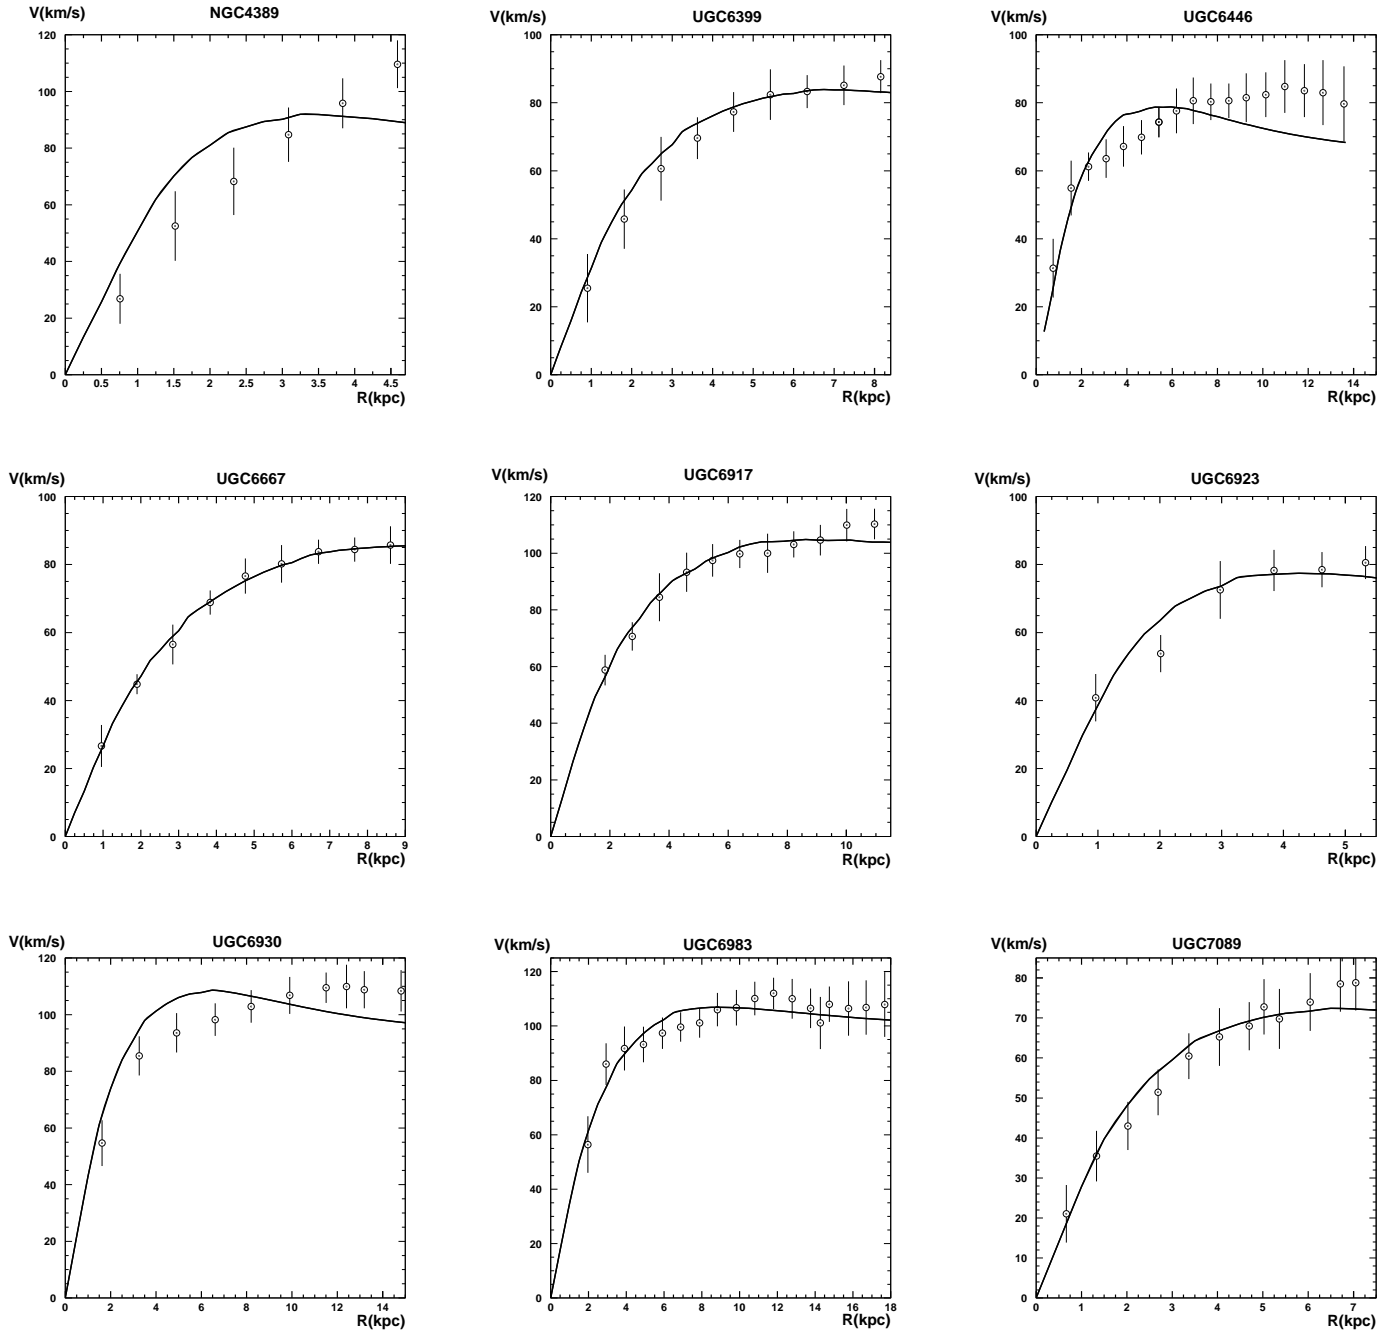 V(km/s) NGC4389
120
100
80
60
40
20
0
0 0.5 1 1.5 2 2.5 3 3.5 4 4.5
R(kpc)
V(km/s) UGC6399
100
80
60
40
20
0
0 1 2 3 4 5 6 7 8
R(kpc)
V(km/s) UGC6446
100
80
60
40
20
0
0 2 4 6 8 10 12 14
R(kpc)
V(km/s) UGC6667
100
80
60
40
20
0
0 1 2 3 4 5 6 7 8 9
R(kpc)
V(km/s) UGC6917
120
100
80
60
40
20
0
0 2 4 6 8 10
R(kpc)
V(km/s) UGC6923
100
80
60
40
20
0
0 1 2 3 4 5
R(kpc)
V(km/s) UGC6930
120
100
80
60
40
20
0
0 2 4 6 8 10 12 14
R(kpc)
V(km/s) UGC6983
120
100
80
60
40
20
0
0 2 4 6 8 10 12 14 16 18
R(kpc)
V(km/s) UGC7089
80
70
60
50
40
30
20
10
0
0 1 2 3 4 5 6 7
R(kpc)